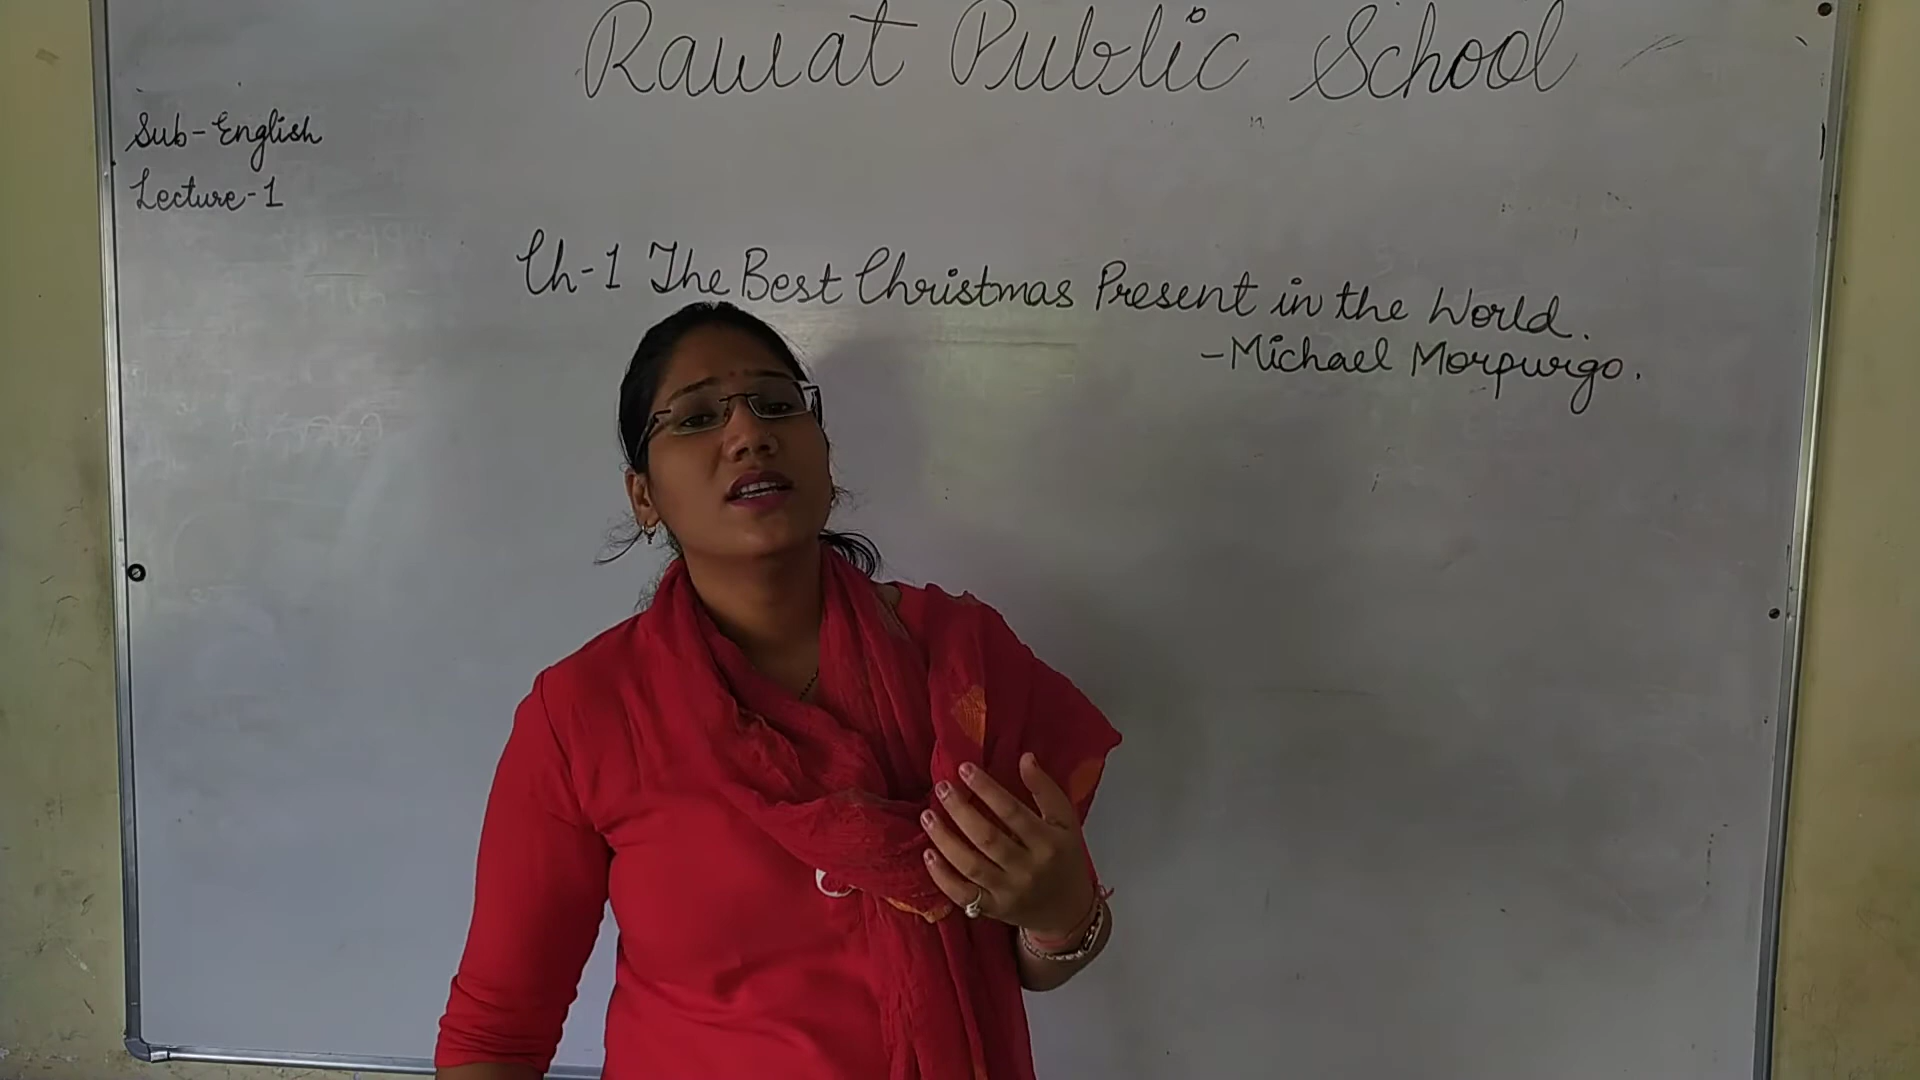 Rawat Public School
Sub-English
Lecture-1
Ch-1 The Best Christmas Present in the World.
-Michael Morpurgo.